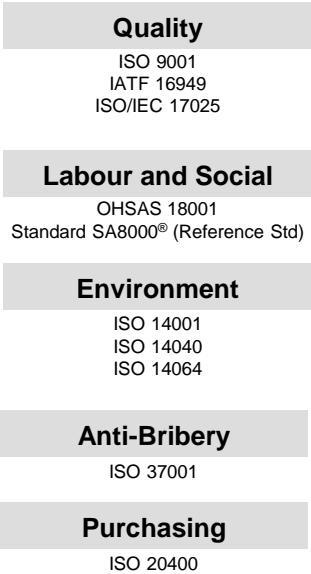 Quality
ISO 9001
IATF 16949
ISO/IEC 17025
Labour and Social
OHSAS 18001
Standard SA8000® (Reference Std)
Environment
ISO 14001
ISO 14040
ISO 14064
Anti-Bribery
ISO 37001
Purchasing
ISO 20400